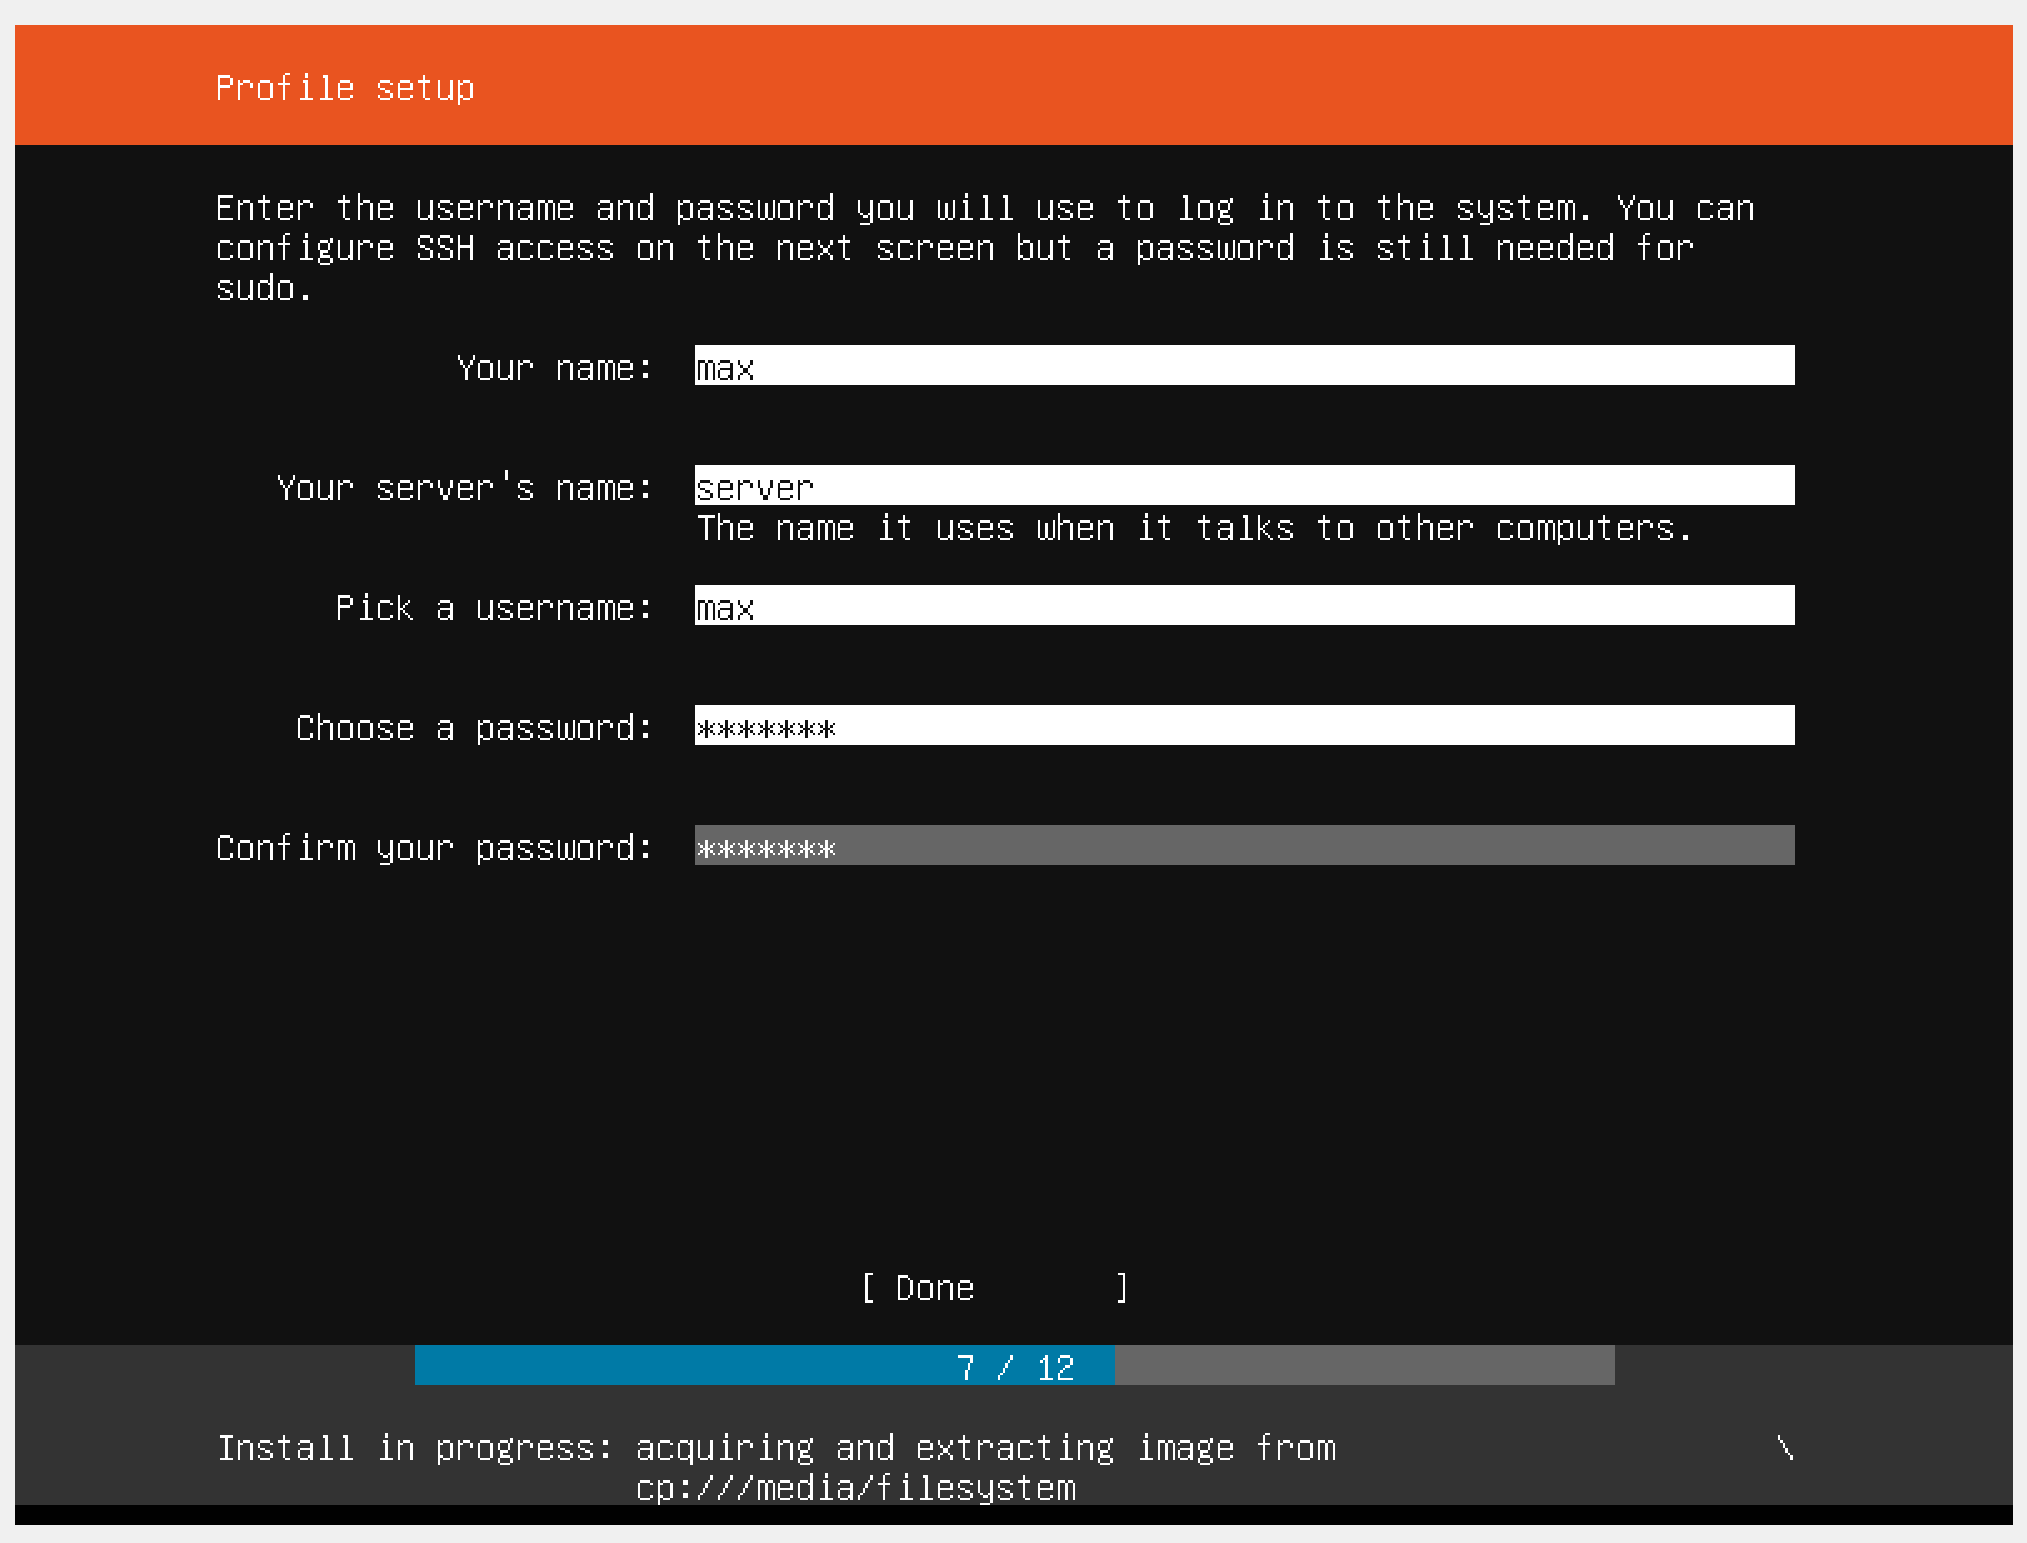 Profile setup
Enter the username and password you will use to log in to the system. You can
configure SSH access on the next screen but a password is still needed for
sudo.
Your name: max
Your server's name: server
The name it uses when it talks to other computers.
Pick a username: max
Choose a password: *******
Confirm your password: *******
[ Done ]
7 / 12
Install in progress: acquiring and extracting image from \
cp:///media/filesystem